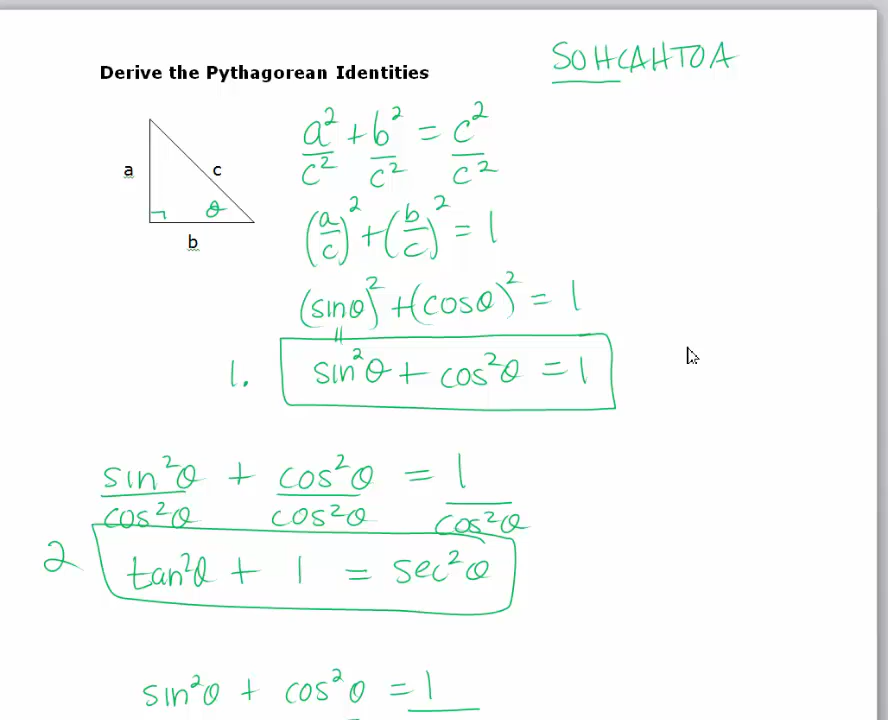 SOHCAHTOA
Derive the Pythagorean Identities
a² + b² = c²
c² c² c²
a
c
θ
b
(a/c)² + (b/c)² = 1
(sinθ)² + (cosθ)² = 1
1. sin²θ + cos²θ = 1
sin²θ + cos²θ = 1
cos²θ cos²θ cos²θ
2 tan²θ + 1 = sec²θ
sin²θ + cos²θ = 1